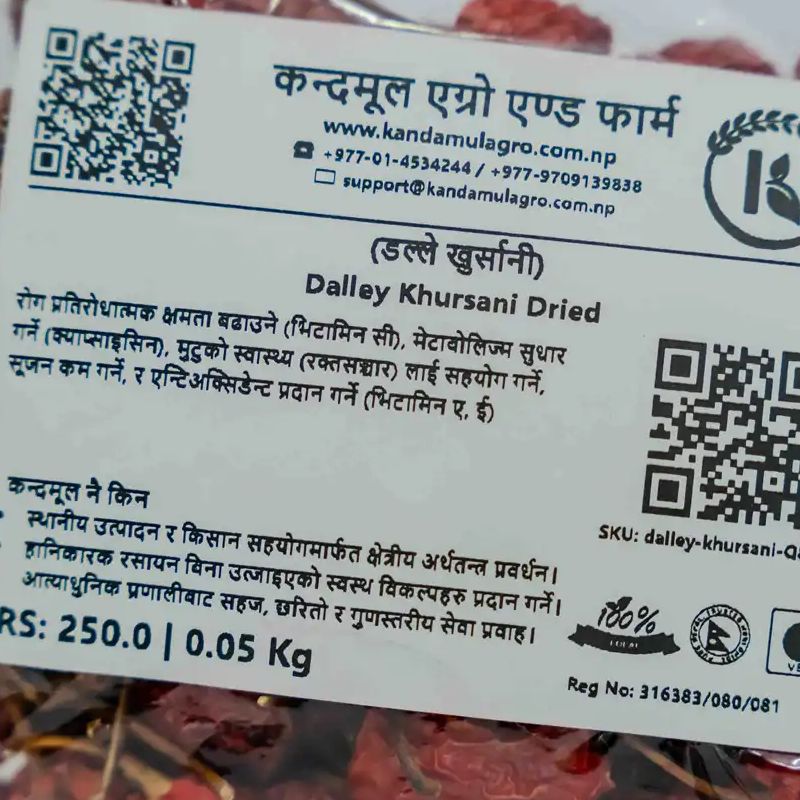 कन्दमूल एग्रो एण्ड फार्म
www.kandamulagro.com.np
+977-01-4534244 / +977-9709139838
support@kandamulagro.com.np
(डल्ले खुर्सानी)
Dalley Khursani Dried
रोग प्रतिरोधात्मक क्षमता बढाउने (भिटामिन सी), मेटाबोलिज्म सुधार
गर्ने (क्याप्साइसिन), मुटुको स्वास्थ्य (रक्तसञ्चार) लाई सहयोग गर्ने,
सूजन कम गर्ने, र एन्टिअक्सिडेन्ट प्रदान गर्ने (भिटामिन ए, ई)
SKU: dalley-khursani-
कन्दमूल नै किन
स्थानीय उत्पादन र किसान सहयोगमार्फत क्षेत्रीय अर्थतन्त्र प्रवर्धन।
हानिकारक रसायन विना उत्जाइएको स्वस्थ विकल्पहरु प्रदान गर्ने।
आत्याधुनिक प्रणालीबाट सहज, छरितो र गुणस्तरीय सेवा प्रवाह।
100%
RS: 250.0 | 0.05 Kg
Reg No: 316383/080/081